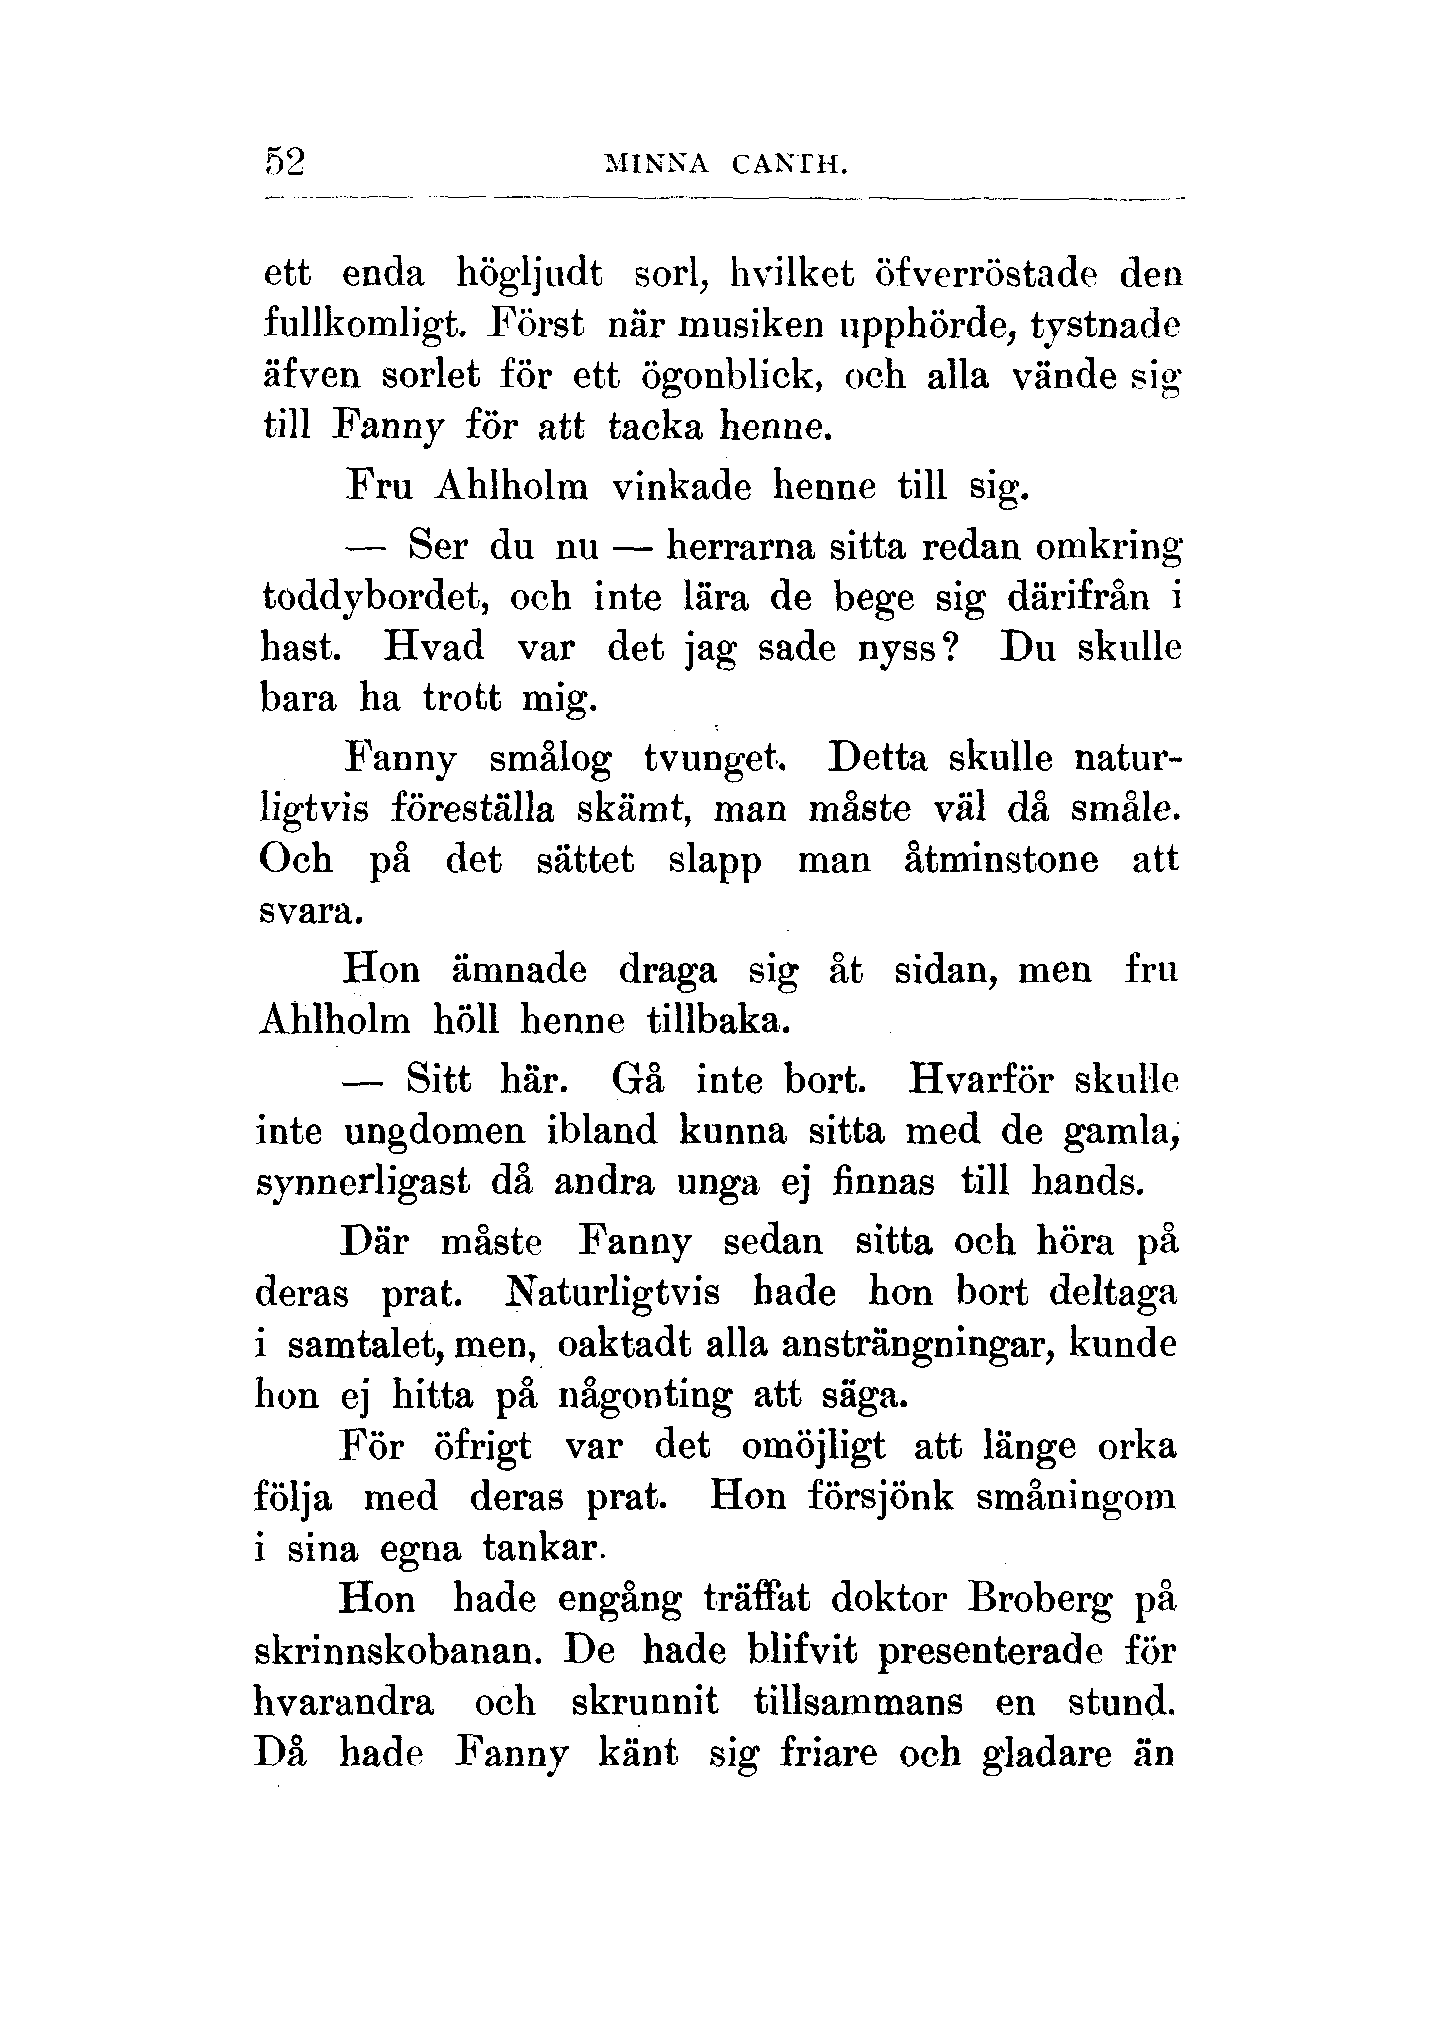 52 MINNA CANTH.
ett enda högljudt sorl, hvilket öfverröstade den
fullkomligt. Först när musiken upphörde, tystnade
äfven sorlet för ett ögonblick, och alla vände sig
till Fanny för att tacka henne.
Fru Ahlholm vinkade henne till sig.
— Ser du nu — herrarna sitta redan omkring
toddybordet, och inte lära de bege sig därifrån i
hast. Hvad var det jag sade nyss? Du skulle
bara ha trott mig.
Fanny smålog tvunget. Detta skulle natur-
ligtvis föreställa skämt, man måste väl då småle.
Och på det sättet slapp man åtminstone att
svara.
Hon ämnade draga sig åt sidan, men fru
Ahlholm höll henne tillbaka.
— Sitt här. Gå inte bort. Hvarför skulle
inte ungdomen ibland kunna sitta med de gamla,
synnerligast då andra unga ej finnas till hands.
Där måste Fanny sedan sitta och höra på
deras prat. Naturligtvis hade hon bort deltaga
i samtalet, men, oaktadt alla ansträngningar, kunde
hon ej hitta på någonting att säga.
För öfrigt var det omöjligt att länge orka
följa med deras prat. Hon försjönk småningom
i sina egna tankar.
Hon hade engång träffat doktor Broberg på
skrinnskobanan. De hade blifvit presenterade för
hvarandra och skrunnit tillsammans en stund.
Då hade Fanny känt sig friare och gladare än